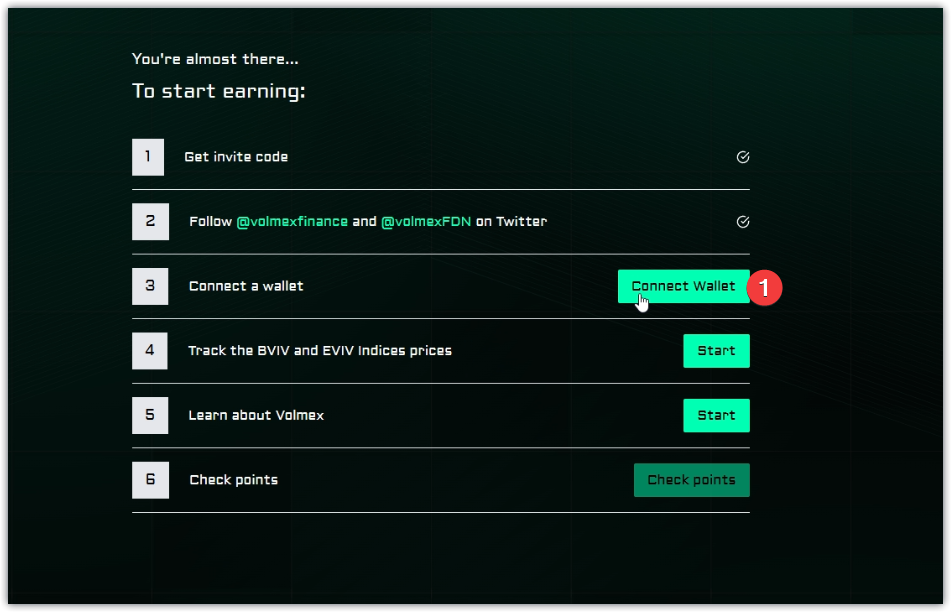 You're almost there...
To start earning:
1 Get invite code
2 Follow @volmexfinance and @volmexFDN on Twitter
3 Connect a wallet Connect Wallet 1
4 Track the BVIV and EVIV Indices prices Start
5 Learn about Volmex Start
6 Check points Check points